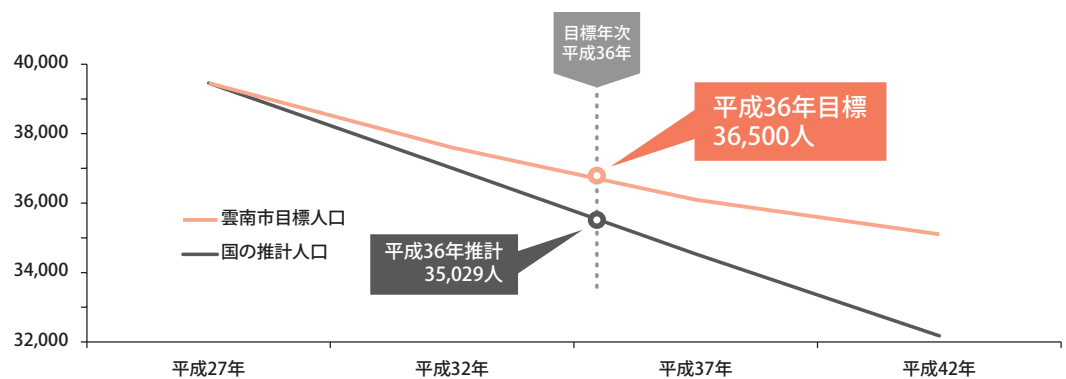 目標年次
平成36年
40,000
38,000
36,000
34,000
32,000
平成36年目標
36,500人
雲南市目標人口
国の推計人口
平成36年推計
35,029人
平成27年
平成32年
平成37年
平成42年